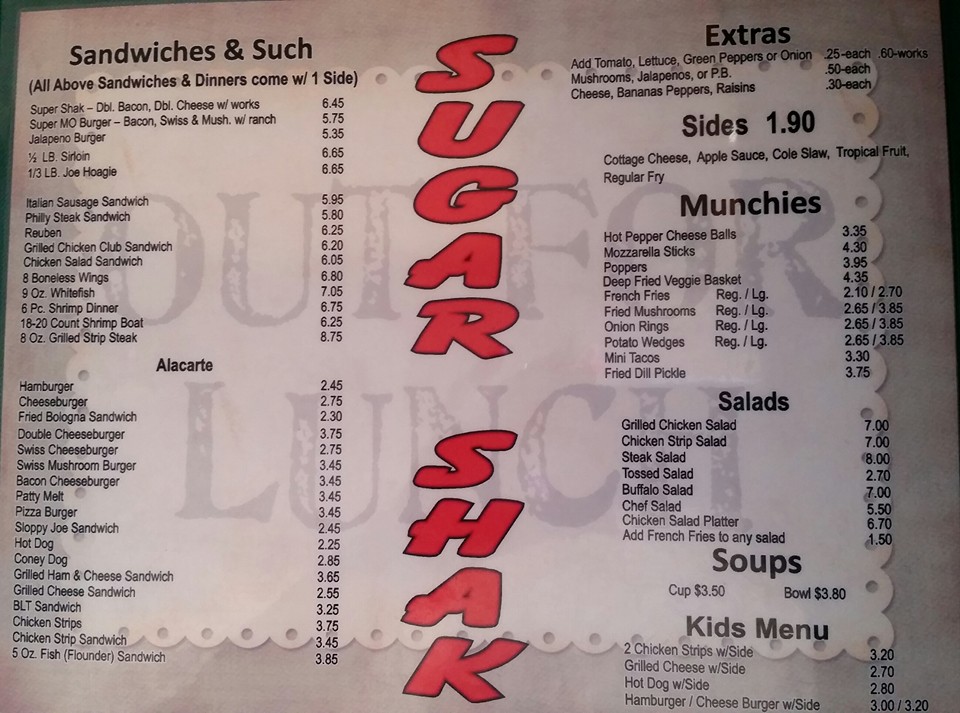 Sandwiches & Such
(All Above Sandwiches & Dinners come w/ 1 Side)
Super Shak – Dbl. Bacon, Dbl. Cheese w/ works 6.45
Super MO Burger – Bacon, Swiss & Mush. w/ ranch 5.75
Jalapeno Burger 5.35
½ LB. Sirloin 6.65
1/3 LB. Joe Hoagie 6.65
Italian Sausage Sandwich 5.95
Philly Steak Sandwich 5.80
Reuben 6.25
Grilled Chicken Club Sandwich 6.20
Chicken Salad Sandwich 6.05
8 Boneless Wings 6.80
9 Oz. Whitefish 7.05
6 Pc. Shrimp Dinner 6.75
18-20 Count Shrimp Boat 6.25
8 Oz. Grilled Strip Steak 8.75
Alacarte
Hamburger 2.45
Cheeseburger 2.75
Fried Bologna Sandwich 2.30
Double Cheeseburger 3.75
Swiss Cheeseburger 2.75
Swiss Mushroom Burger 3.45
Bacon Cheeseburger 3.45
Patty Melt 3.45
Pizza Burger 3.45
Sloppy Joe Sandwich 2.45
Hot Dog 2.25
Coney Dog 2.85
Grilled Ham & Cheese Sandwich 3.65
Grilled Cheese Sandwich 2.55
BLT Sandwich 3.25
Chicken Strips 3.75
Chicken Strip Sandwich 3.45
5 Oz. Fish (Flounder) Sandwich 3.85
SUGAR
SHAK
OUT FOR
LUNCH
Extras
Add Tomato, Lettuce, Green Peppers or Onion .25-each .60-works
Mushrooms, Jalapenos, or P.B. .50-each
Cheese, Bananas Peppers, Raisins .30-each
Sides 1.90
Cottage Cheese, Apple Sauce, Cole Slaw, Tropical Fruit,
Regular Fry
Munchies
Hot Pepper Cheese Balls 3.35
Mozzarella Sticks 4.30
Poppers 3.95
Deep Fried Veggie Basket 4.35
French Fries Reg. / Lg. 2.10 / 2.70
Fried Mushrooms Reg. / Lg. 2.65 / 3.85
Onion Rings Reg. / Lg. 2.65 / 3.85
Potato Wedges Reg. / Lg. 2.65 / 3.85
Mini Tacos 3.30
Fried Dill Pickle 3.75
Salads
Grilled Chicken Salad 7.00
Chicken Strip Salad 7.00
Steak Salad 8.00
Tossed Salad 2.70
Buffalo Salad 7.00
Chef Salad 5.50
Chicken Salad Platter 6.70
Add French Fries to any salad 1.50
Soups
Cup $3.50 Bowl $3.80
Kids Menu
2 Chicken Strips w/Side 3.20
Grilled Cheese w/Side 2.70
Hot Dog w/Side 2.80
Hamburger / Cheese Burger w/Side 3.00 / 3.20